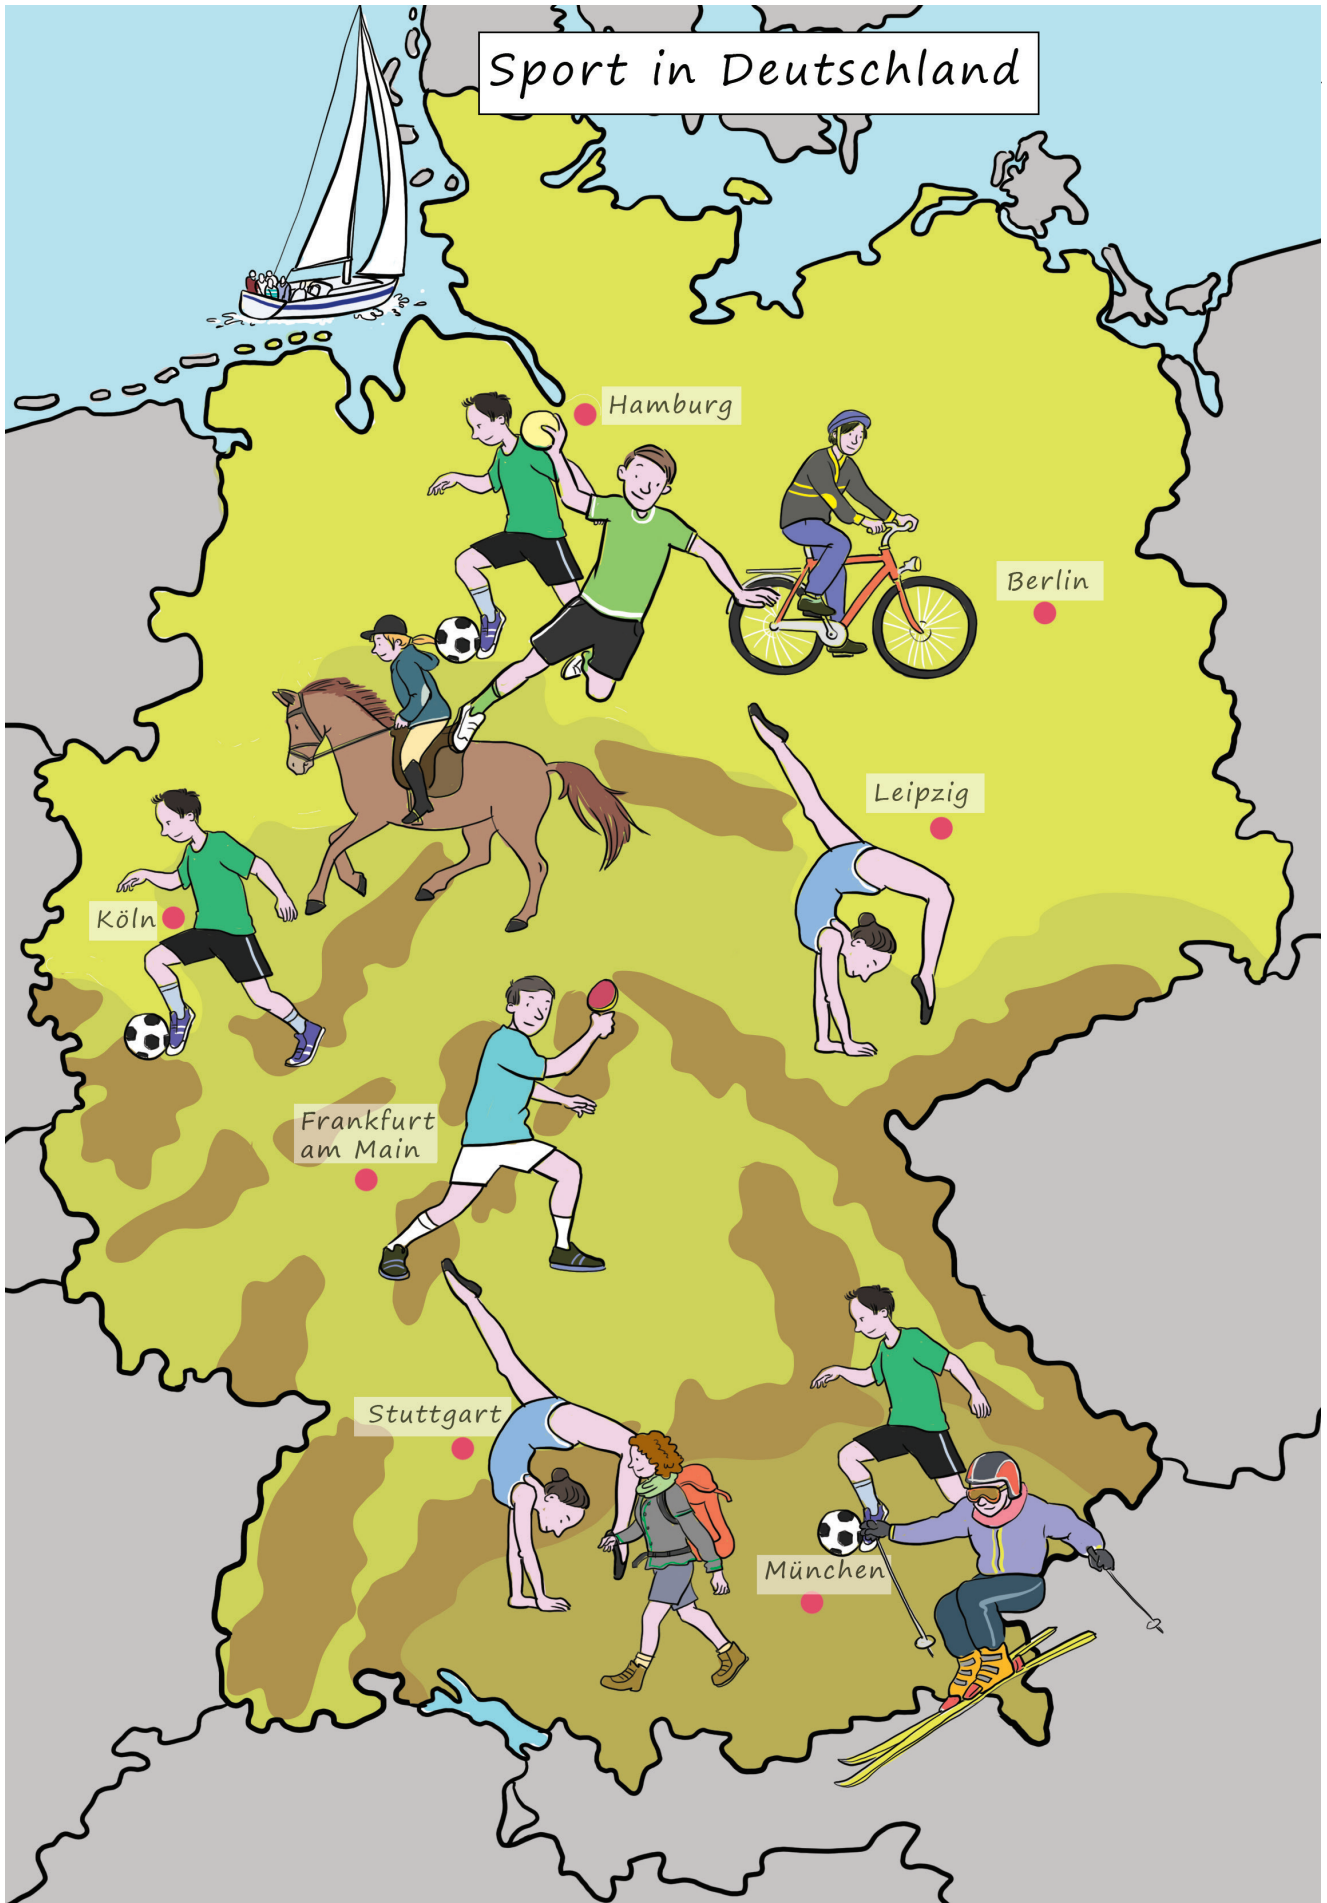 Sport in Deutschland
Hamburg
Berlin
Leipzig
Köln
Frankfurt
am Main
Stuttgart
München